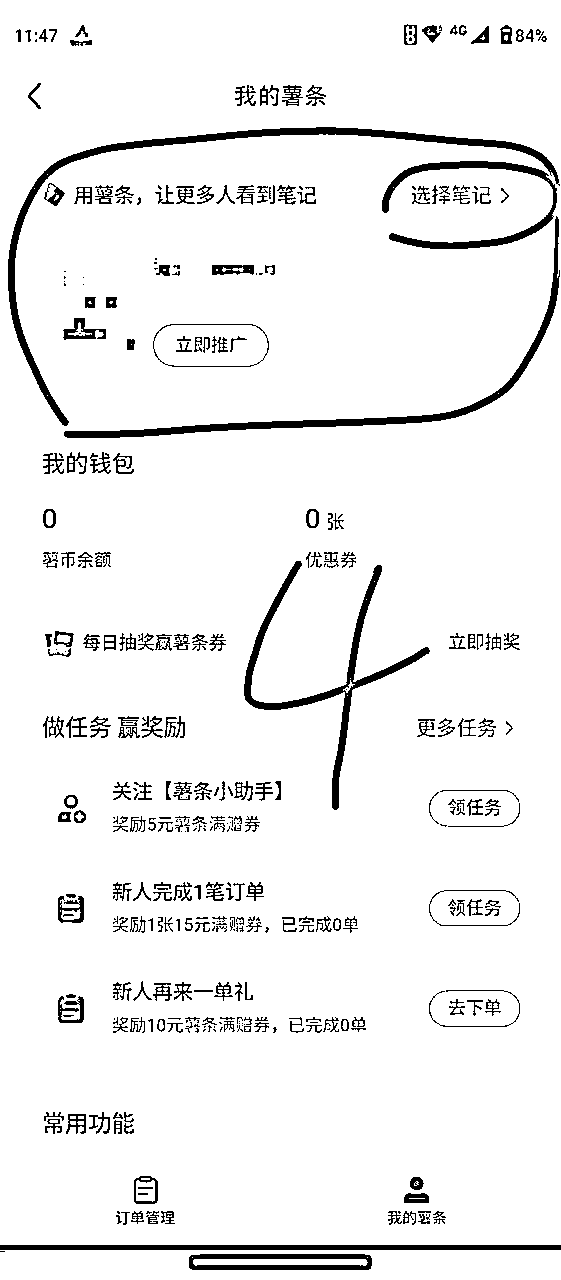 11:47 4G 84%
我的薯条
用薯条，让更多人看到笔记 选择笔记
立即推广
我的钱包
0 0 张
薯币余额 优惠券
4
每日抽奖赢薯条券 立即抽奖
做任务 赢奖励 更多任务
关注【薯条小助手】
奖励5元薯条满赠券 领任务
新人完成1笔订单
奖励1张15元满赠券，已完成0单 领任务
新人再来一单礼
奖励10元薯条满赠券，已完成0单 去下单
常用功能
订单管理 我的薯条